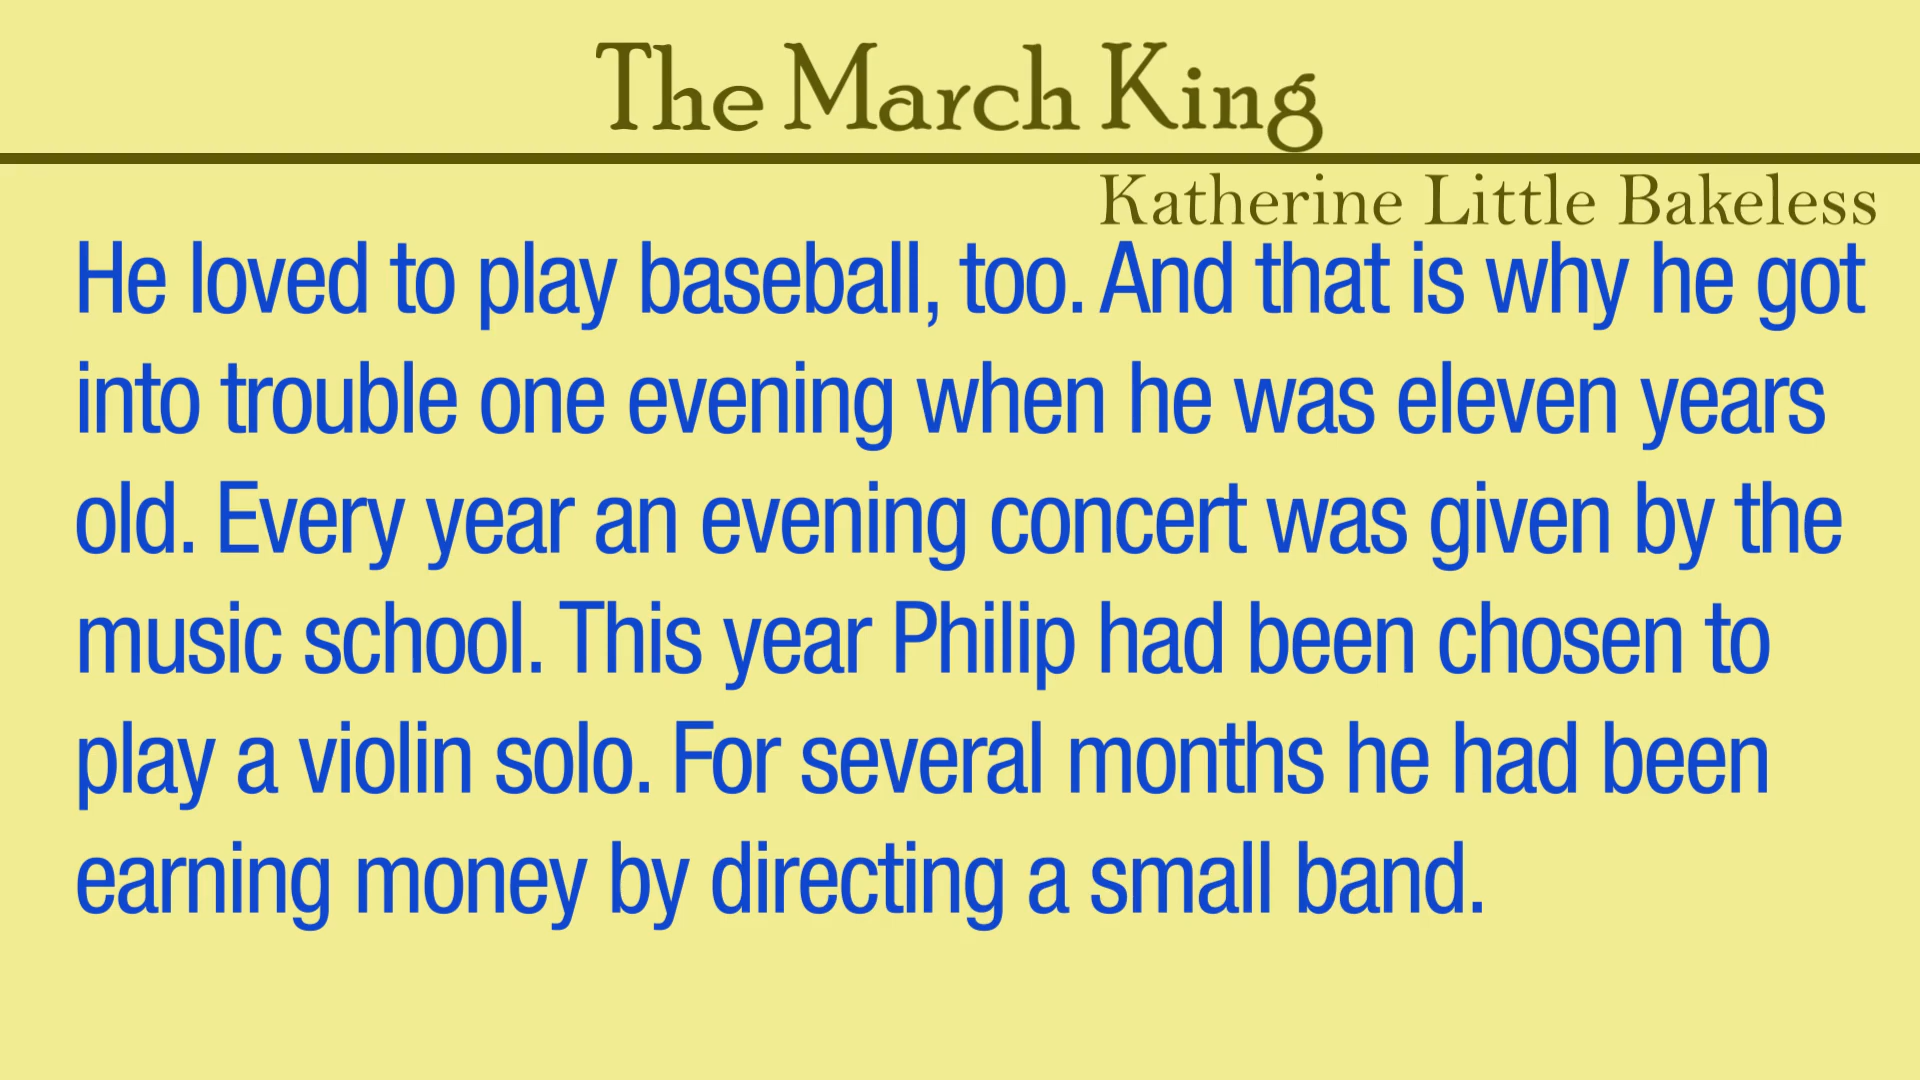 The March King
Katherine Little Bakeless
He loved to play baseball, too. And that is why he got
into trouble one evening when he was eleven years
old. Every year an evening concert was given by the
music school. This year Philip had been chosen to
play a violin solo. For several months he had been
earning money by directing a small band.